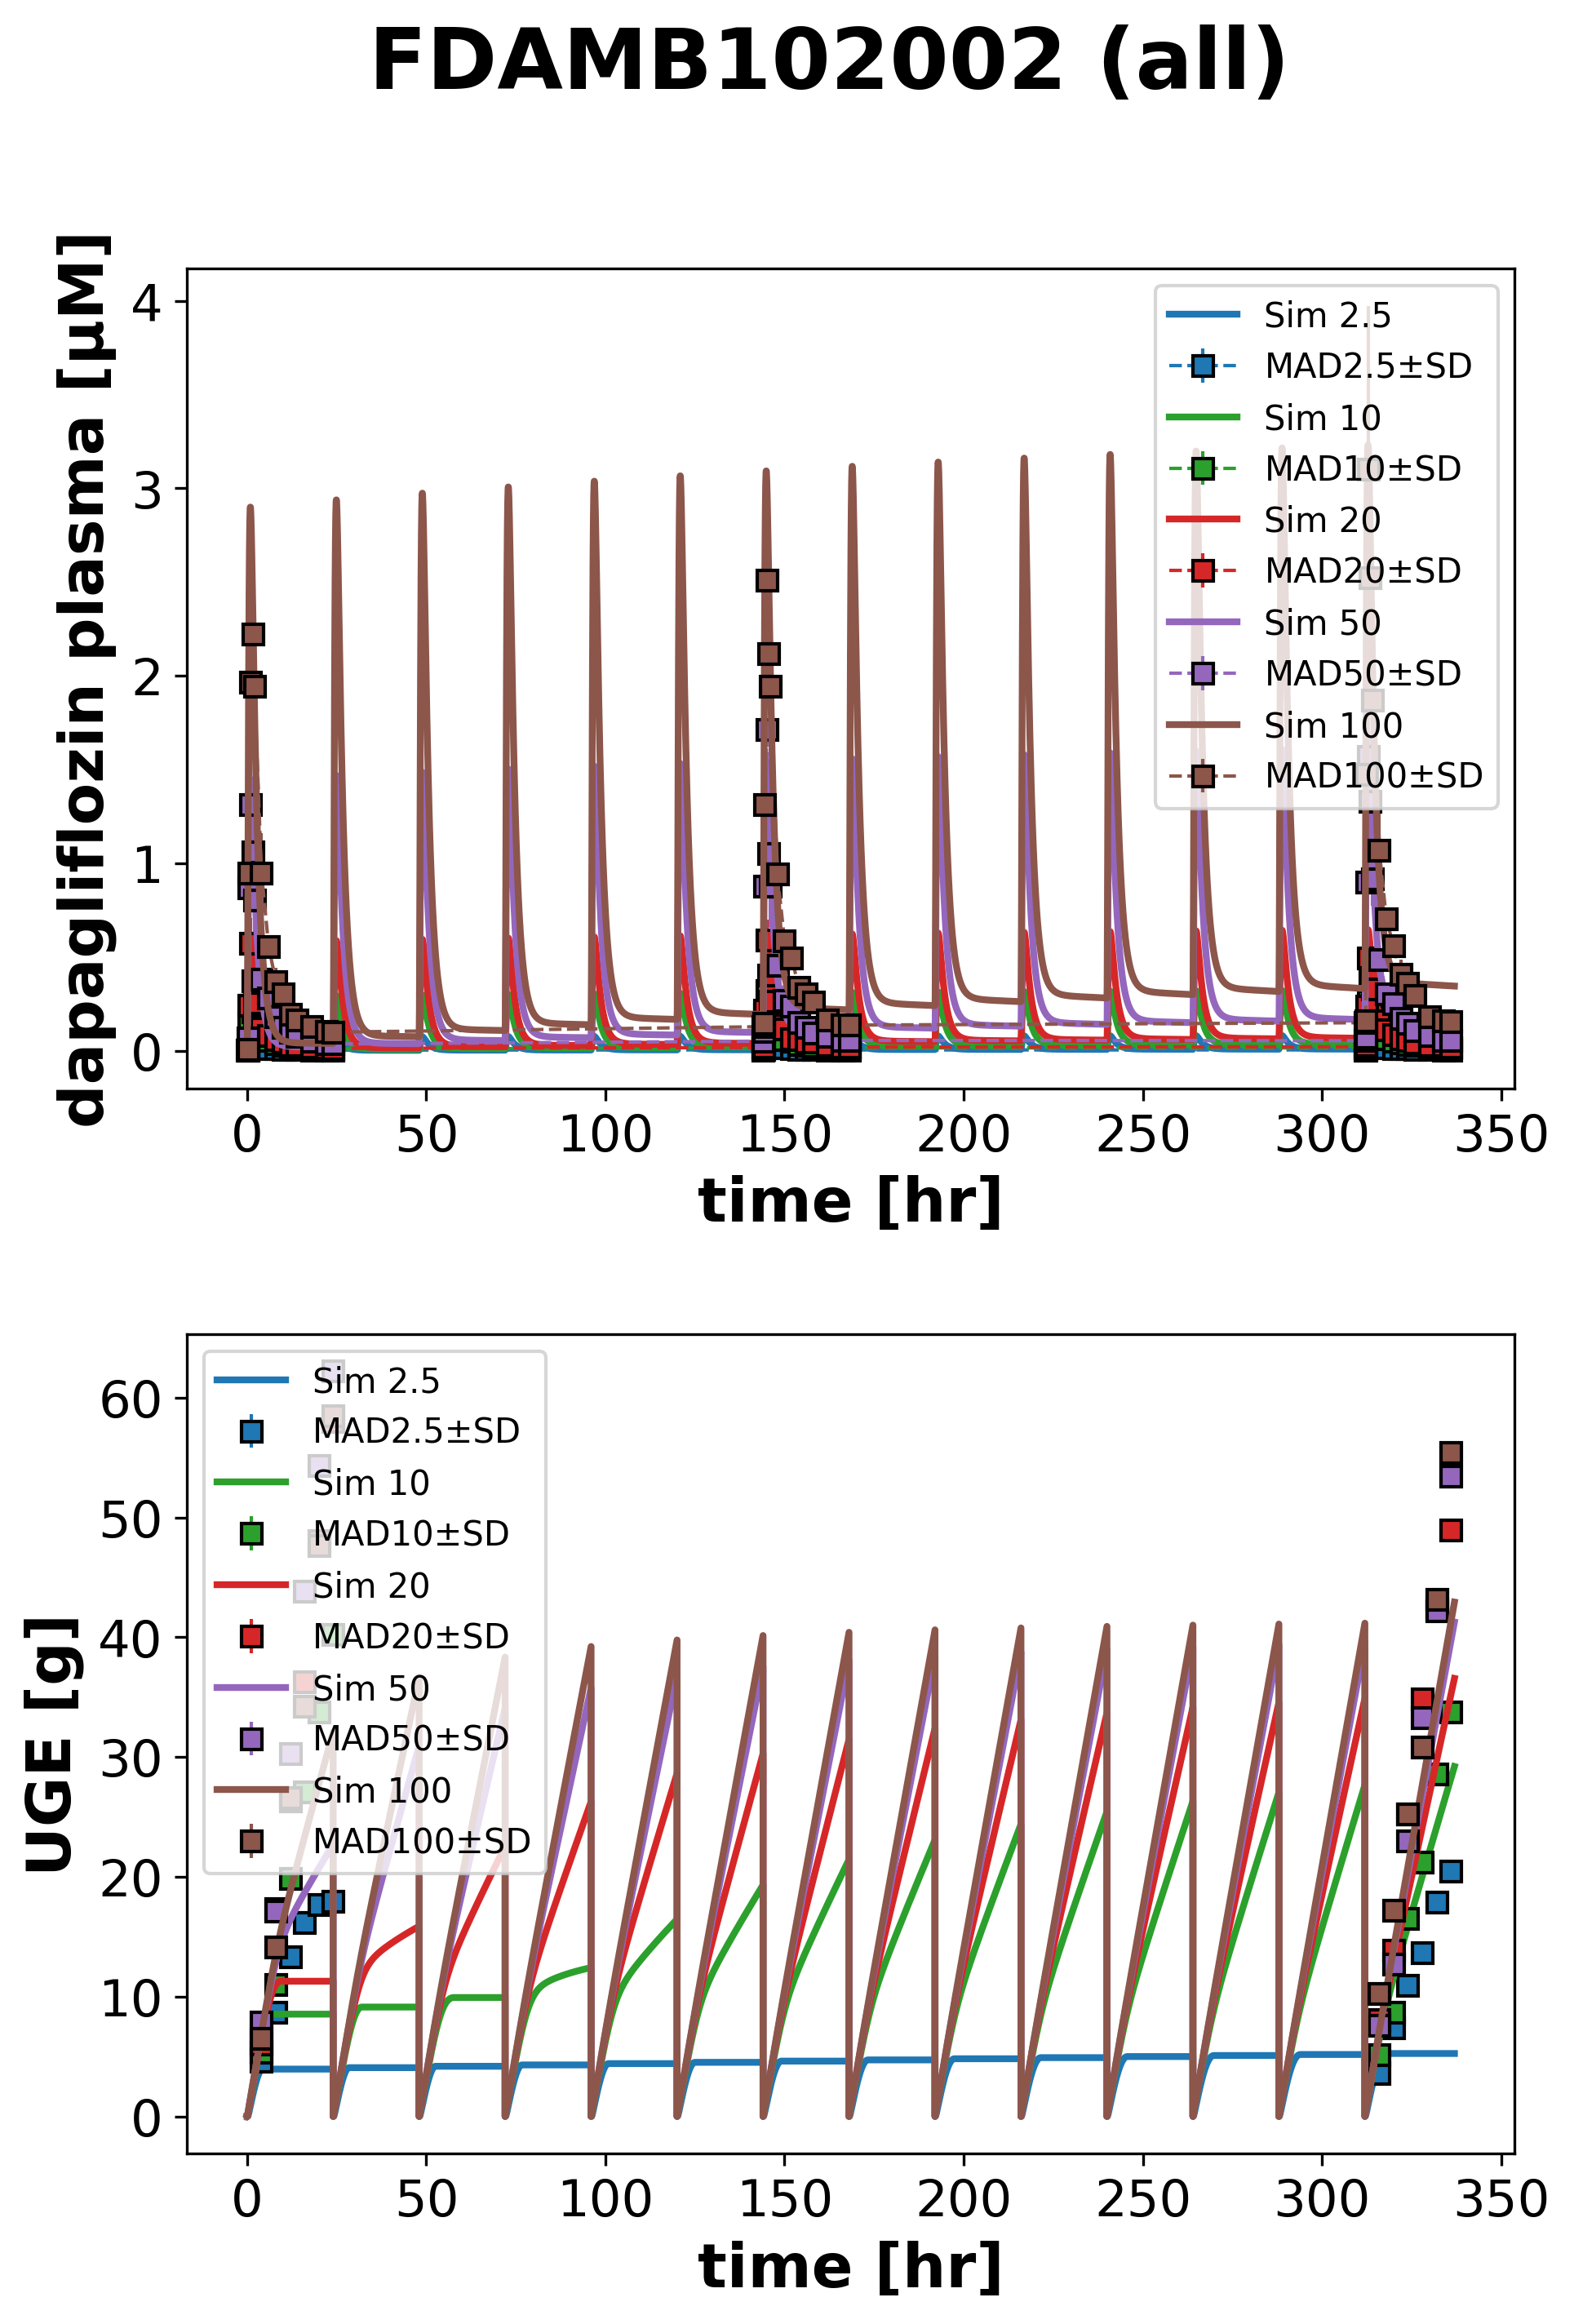 FDAMB102002 (all)
dapagliflozin plasma [µM]
4
3
2
1
0
Sim 2.5
MAD2.5±SD
Sim 10
MAD10±SD
Sim 20
MAD20±SD
Sim 50
MAD50±SD
Sim 100
MAD100±SD
0 50 100 150 200 250 300 350
time [hr]
UGE [g]
60
50
40
30
20
10
0
Sim 2.5
MAD2.5±SD
Sim 10
MAD10±SD
Sim 20
MAD20±SD
Sim 50
MAD50±SD
Sim 100
MAD100±SD
0 50 100 150 200 250 300 350
time [hr]